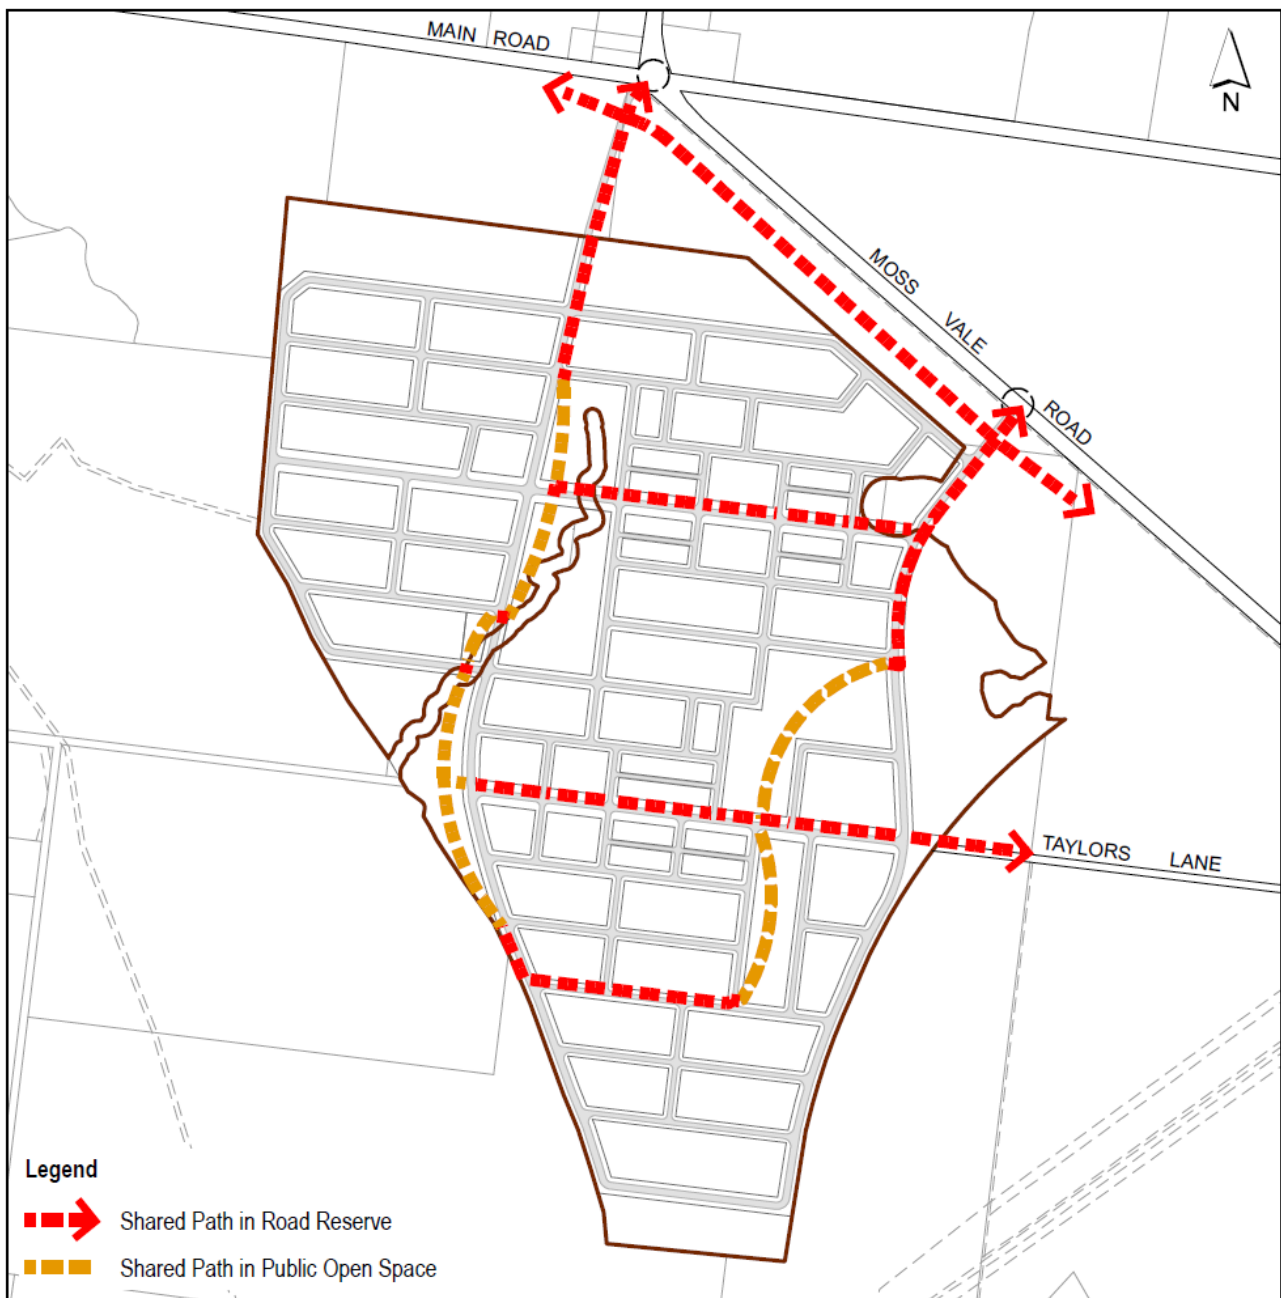 MAIN ROAD
N
MOSS VALE ROAD
TAYLORS LANE
Legend
Shared Path in Road Reserve
Shared Path in Public Open Space